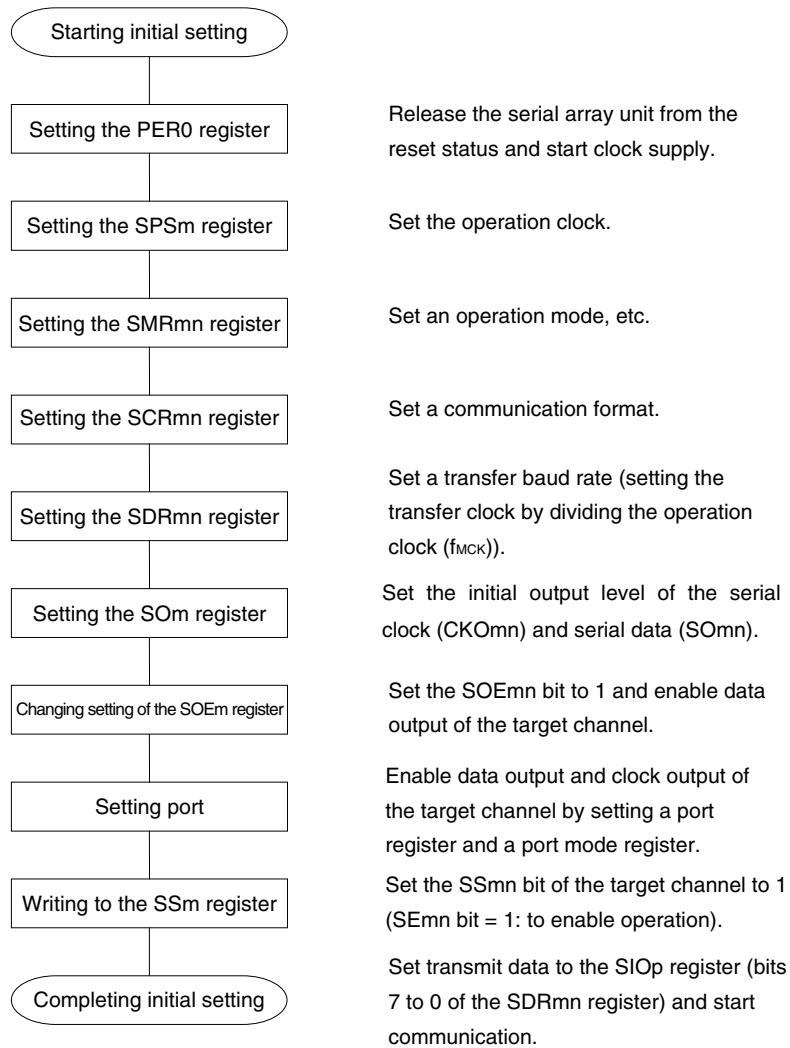 Starting initial setting
Setting the PER0 register
Release the serial array unit from the
reset status and start clock supply.
Setting the SPSm register
Set the operation clock.
Setting the SMRmn register
Set an operation mode, etc.
Setting the SCRmn register
Set a communication format.
Setting the SDRmn register
Set a transfer baud rate (setting the
transfer clock by dividing the operation
clock (fMCK)).
Setting the SOm register
Set the initial output level of the serial
clock (CKOmn) and serial data (SOmn).
Changing setting of the SOEm register
Set the SOEmn bit to 1 and enable data
output of the target channel.
Setting port
Enable data output and clock output of
the target channel by setting a port
register and a port mode register.
Writing to the SSm register
Set the SSmn bit of the target channel to 1
(SEmn bit = 1: to enable operation).
Completing initial setting
Set transmit data to the SIOp register (bits
7 to 0 of the SDRmn register) and start
communication.